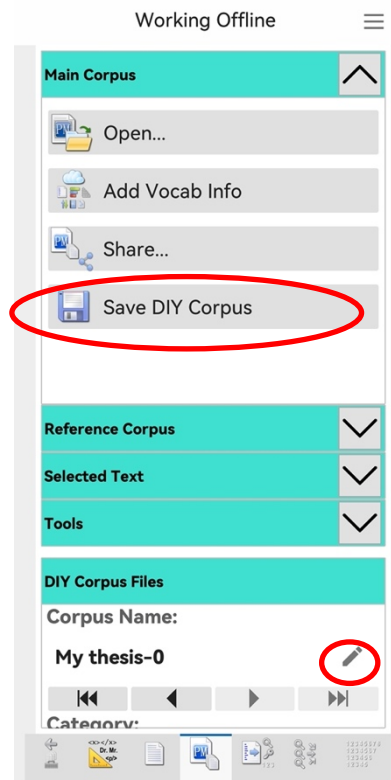 Working Offline
Main Corpus
Open...
Add Vocab Info
Share...
Save DIY Corpus
Reference Corpus
Selected Text
Tools
DIY Corpus Files
Corpus Name:
My thesis-0
Category:
Dr. Mr.